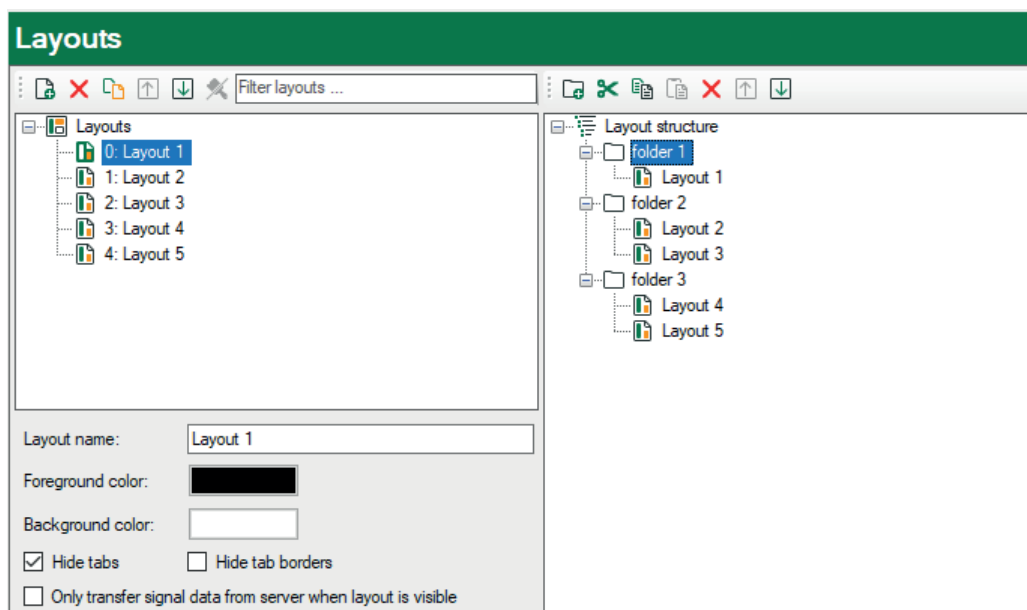 Layouts
Filter layouts ...
Layouts
0: Layout 1
1: Layout 2
2: Layout 3
3: Layout 4
4: Layout 5
Layout structure
folder 1
Layout 1
folder 2
Layout 2
Layout 3
folder 3
Layout 4
Layout 5
Layout name: Layout 1
Foreground color:
Background color:
Hide tabs Hide tab borders
Only transfer signal data from server when layout is visible